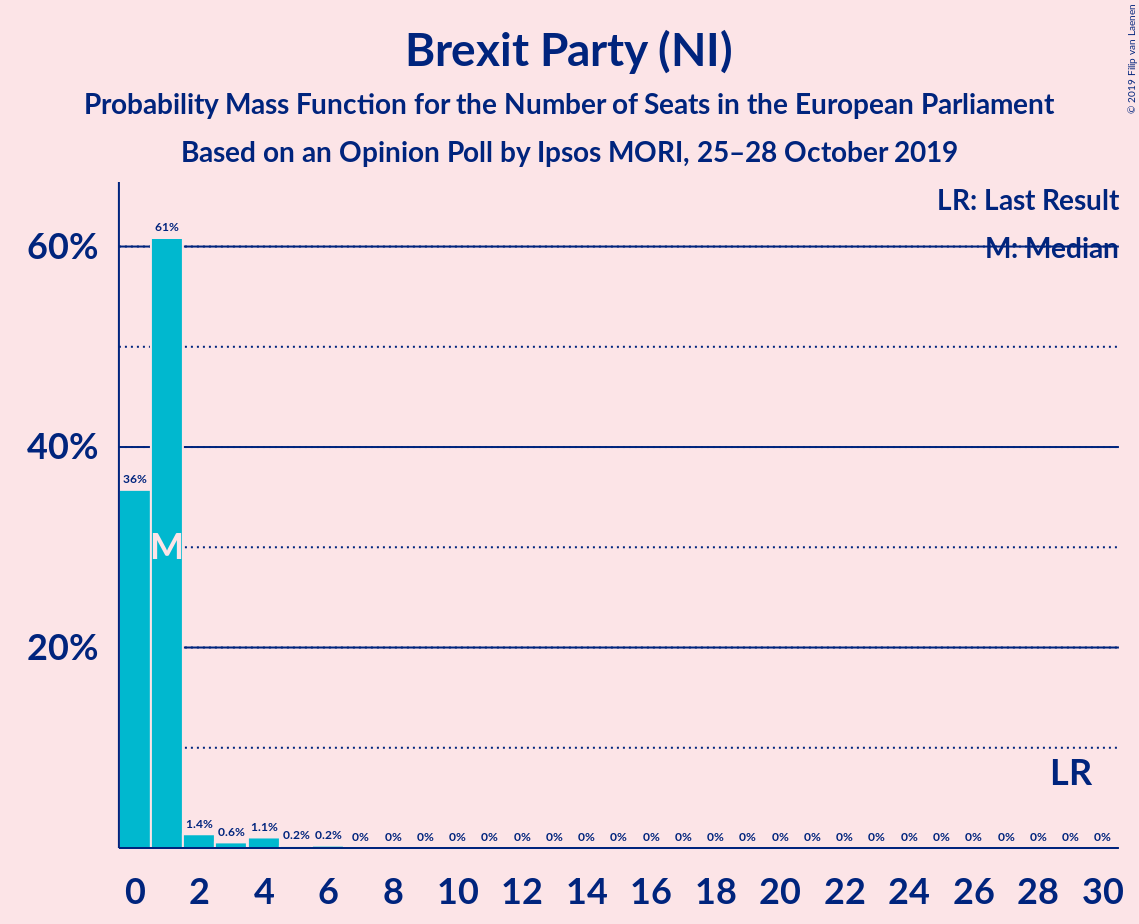 Brexit Party (NI)
Probability Mass Function for the Number of Seats in the European Parliament
Based on an Opinion Poll by Ipsos MORI, 25–28 October 2019
© 2019 Filip van Laenen
LR: Last Result
M: Median
60%
40%
20%
61%
36%
M
1.4%
0.6%
1.1%
0.2%
0.2%
0% 0% 0% 0% 0% 0% 0% 0% 0% 0% 0% 0% 0% 0% 0% 0% 0% 0% 0% 0% 0% 0% 0% 0%
LR
0 2 4 6 8 10 12 14 16 18 20 22 24 26 28 30